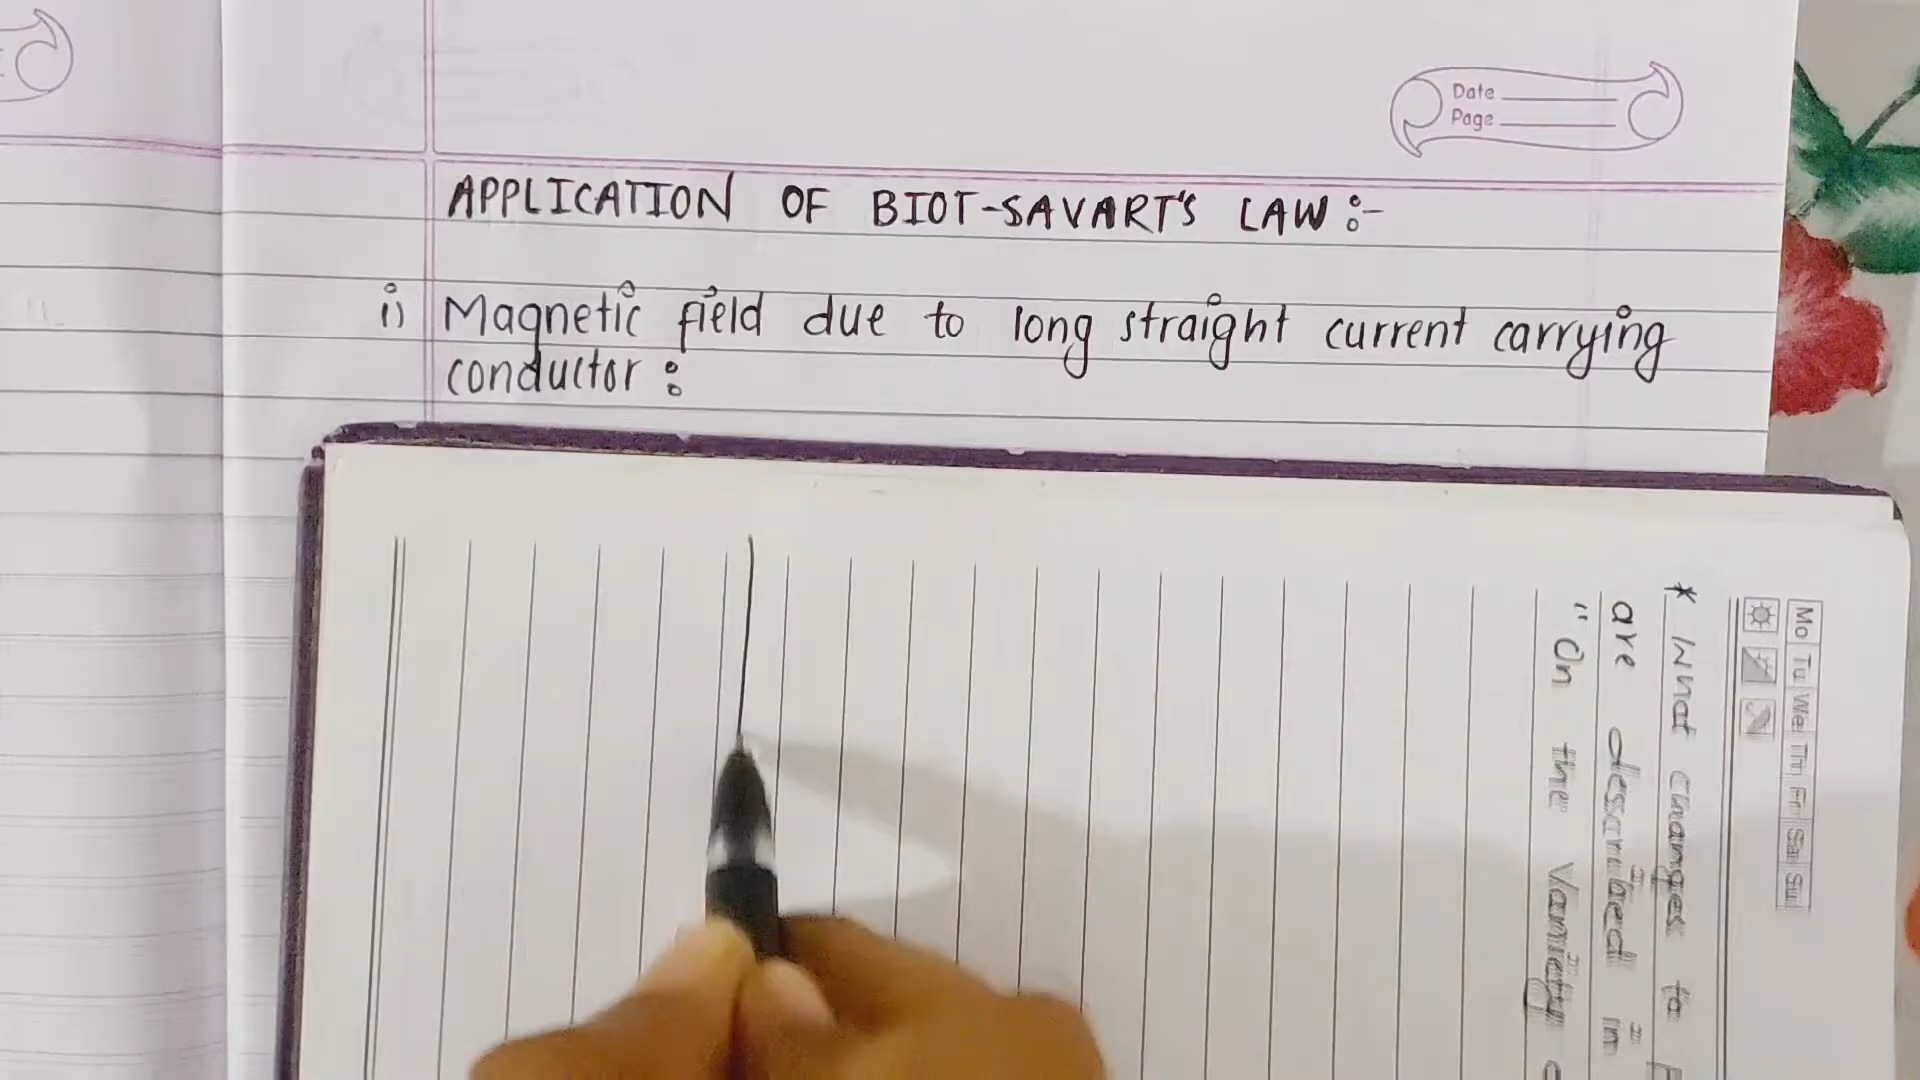 Date
Page
APPLICATION OF BIOT-SAVART'S LAW :-
i) Magnetic field due to long straight current carrying
conductor :
Mo Tu We Th Fr Sa Su
* What changes to
are described in
"On the Vanity